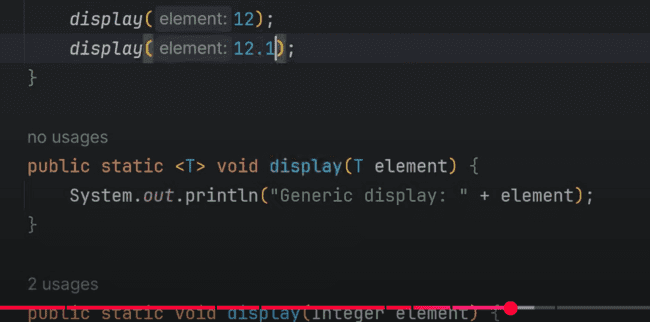 display( element: 12);
display( element: 12.1);
}
no usages
public static <T> void display(T element) {
System.out.println("Generic display: " + element);
}
2 usages
public static void display(Integer element) {